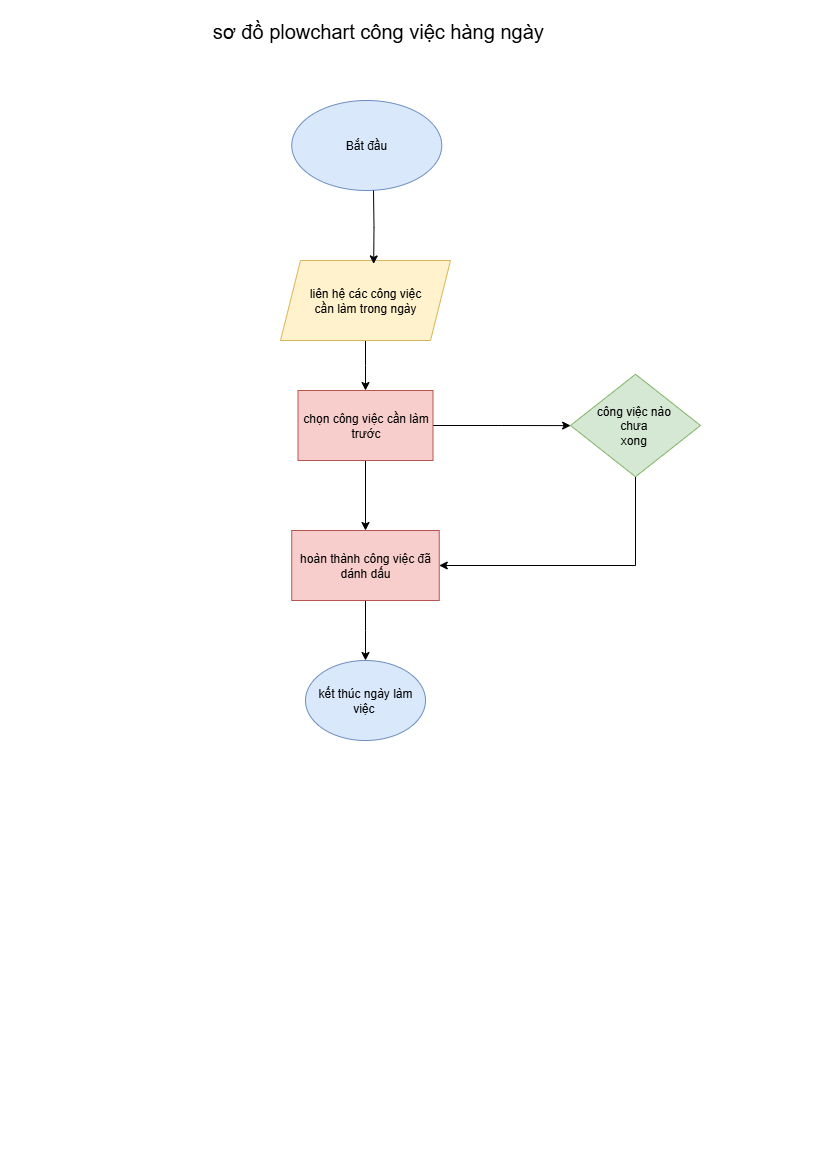 sơ đồ plowchart công việc hàng ngày
Bắt đầu
liên hệ các công việc
cần làm trong ngày
chọn công việc cần làm
trước
công việc nào
chưa
xong
hoàn thành công việc đã
dánh dấu
kết thúc ngày làm
việc